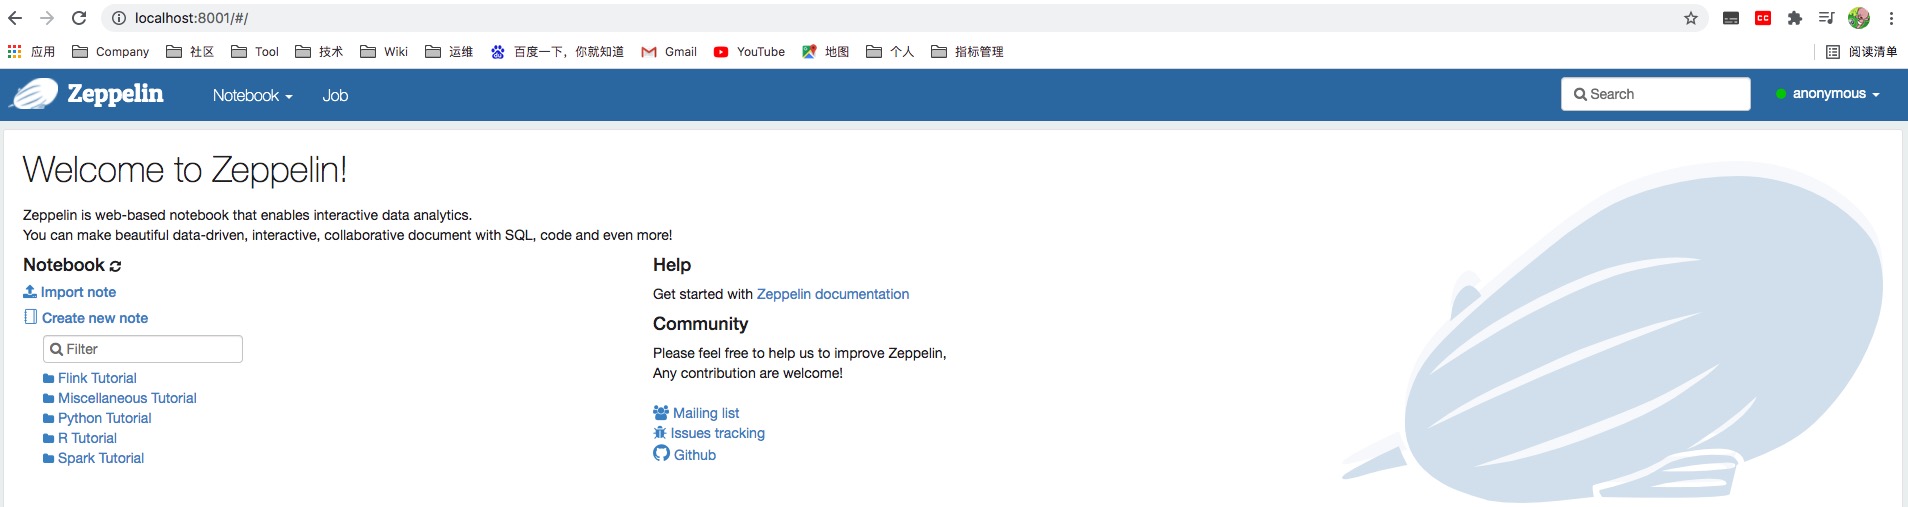 localhost:8001/#/
应用 Company 社区 Tool 技术 Wiki 运维 百度一下，你就知道 Gmail YouTube 地图 个人 指标管理 阅读清单
Zeppelin Notebook Job Search anonymous
Welcome to Zeppelin!
Zeppelin is web-based notebook that enables interactive data analytics.
You can make beautiful data-driven, interactive, collaborative document with SQL, code and even more!
Notebook
Import note
Create new note
Filter
Flink Tutorial
Miscellaneous Tutorial
Python Tutorial
R Tutorial
Spark Tutorial
Help
Get started with Zeppelin documentation
Community
Please feel free to help us to improve Zeppelin,
Any contribution are welcome!
Mailing list
Issues tracking
Github